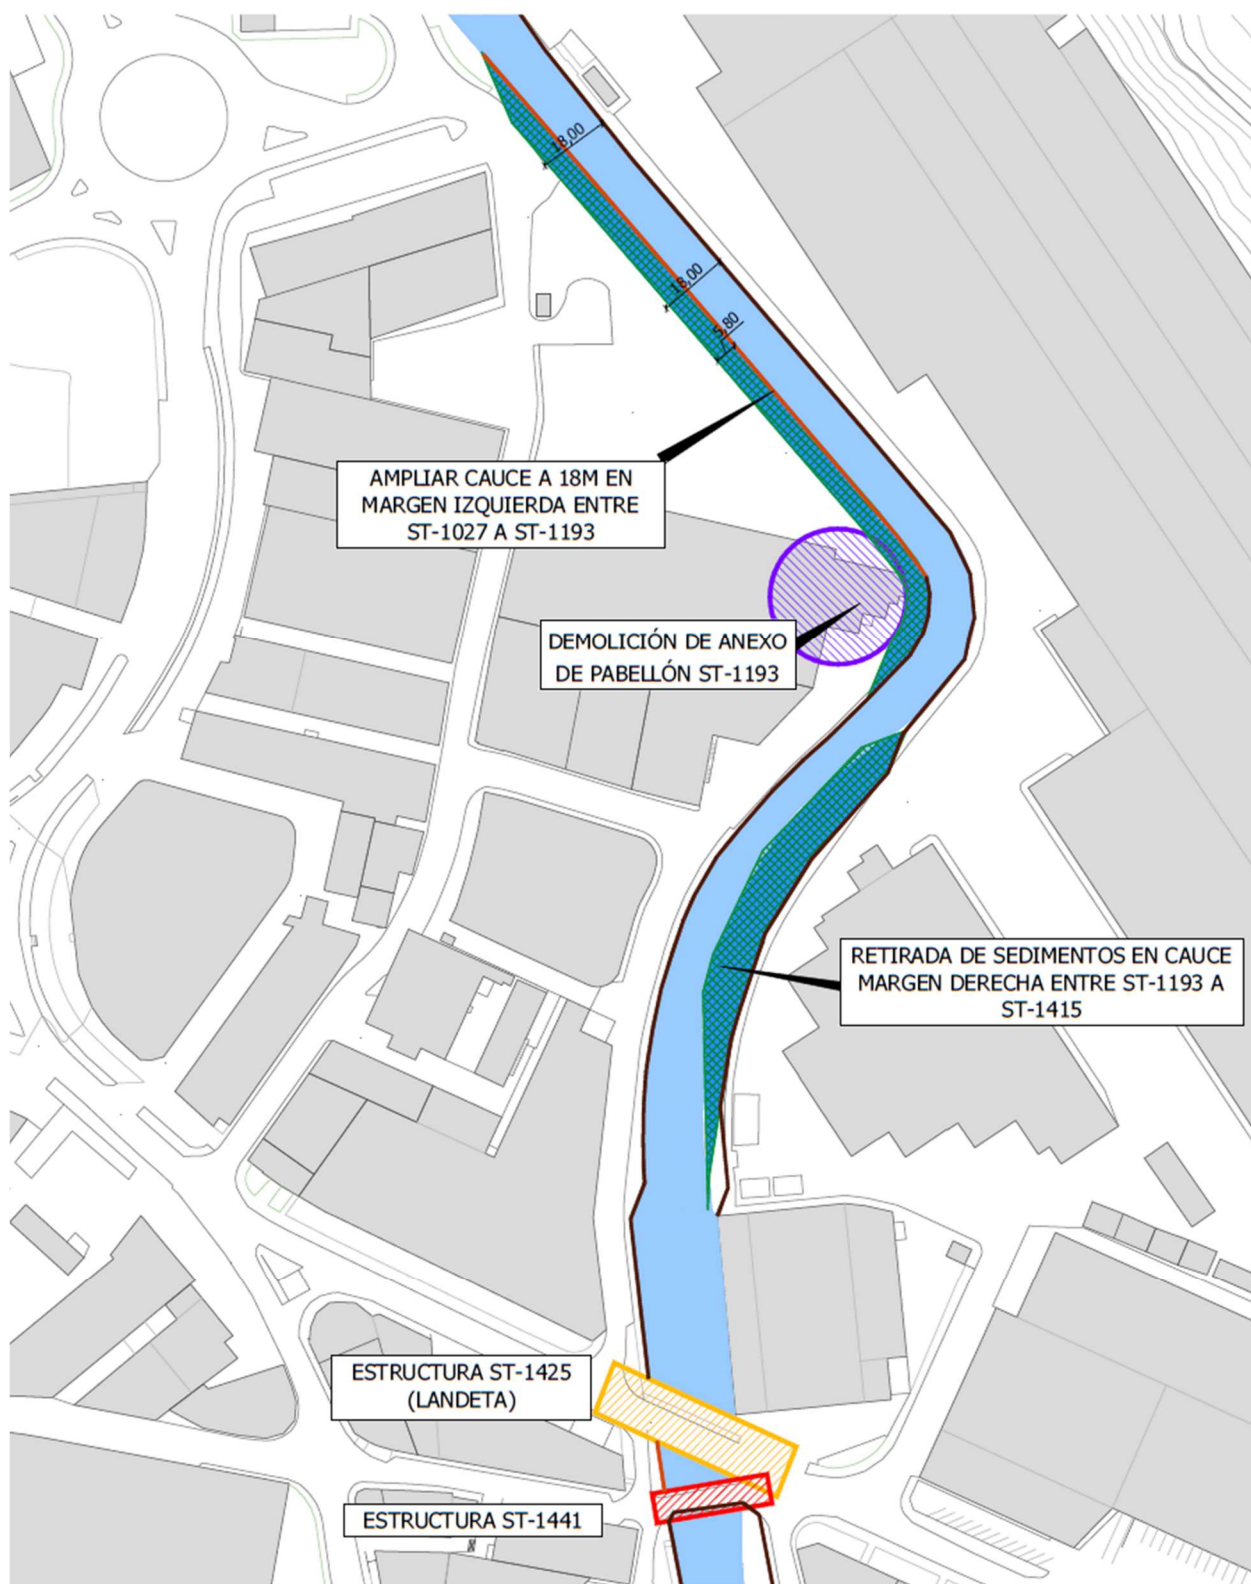 18,00
18,00
5,80
AMPLIAR CAUCE A 18M EN
MARGEN IZQUIERDA ENTRE
ST-1027 A ST-1193
DEMOLICIÓN DE ANEXO
DE PABELLÓN ST-1193
RETIRADA DE SEDIMENTOS EN CAUCE
MARGEN DERECHA ENTRE ST-1193 A
ST-1415
ESTRUCTURA ST-1425
(LANDETA)
ESTRUCTURA ST-1441